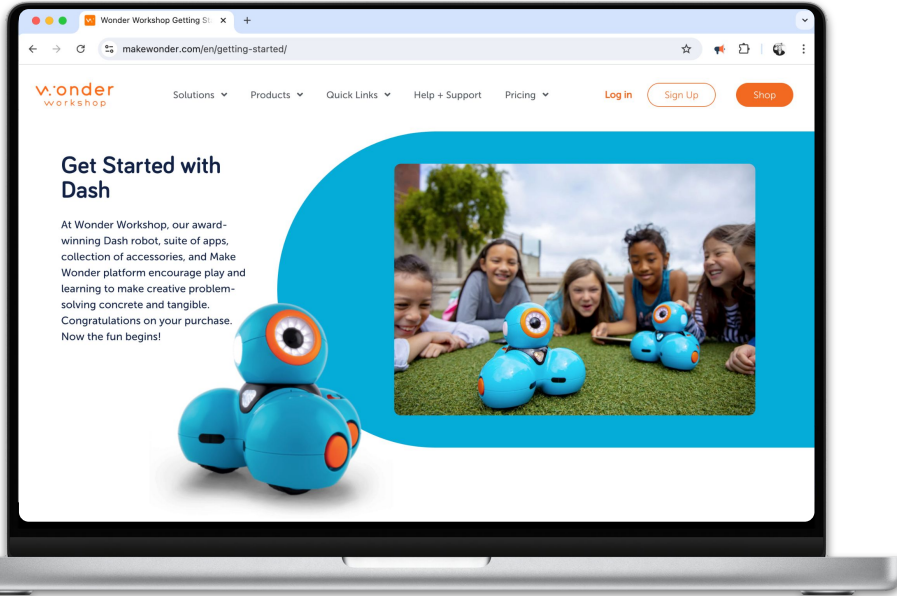 Wonder Workshop Getting St
makewonder.com/en/getting-started/
wonder
workshop
Solutions
Products
Quick Links
Help + Support
Pricing
Log in
Sign Up
Shop
Get Started with
Dash
At Wonder Workshop, our award-
winning Dash robot, suite of apps,
collection of accessories, and Make
Wonder platform encourage play and
learning to make creative problem-
solving concrete and tangible.
Congratulations on your purchase.
Now the fun begins!